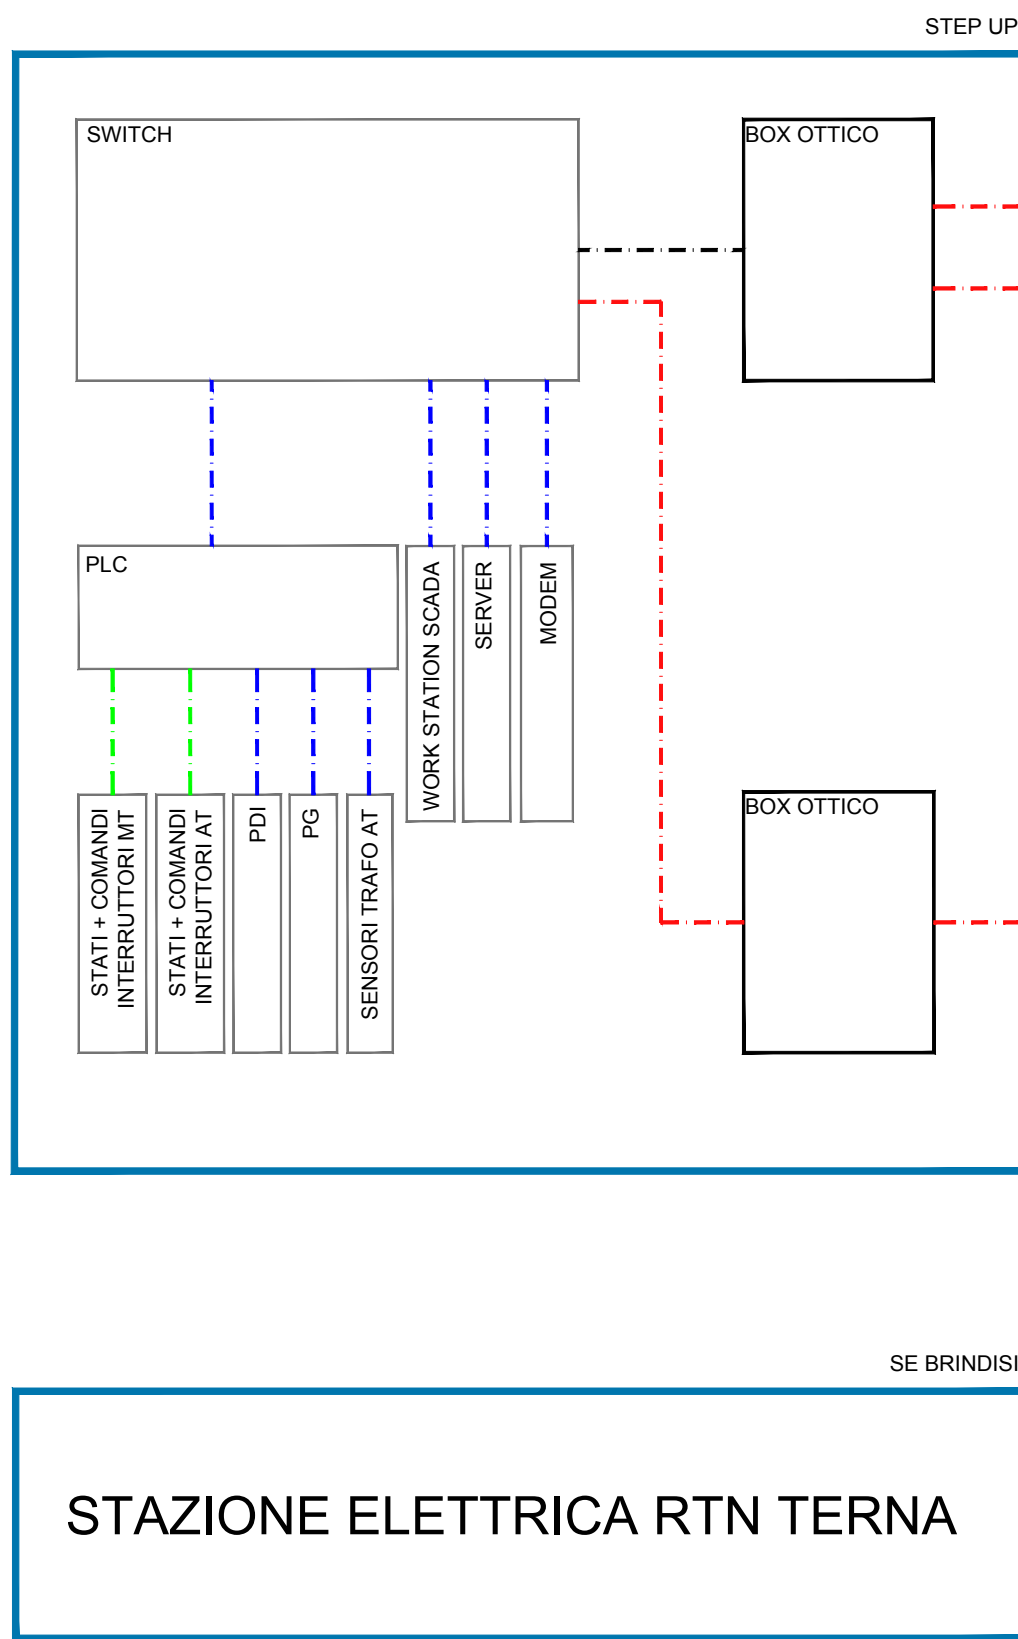 STEP UP
SWITCH
BOX OTTICO
PLC
WORK STATION SCADA
SERVER
MODEM
STATI + COMANDI
INTERRUTTORI MT
STATI + COMANDI
INTERRUTTORI AT
PDI
PG
SENSORI TRAFO AT
BOX OTTICO
SE BRINDISI
STAZIONE ELETTRICA RTN TERNA